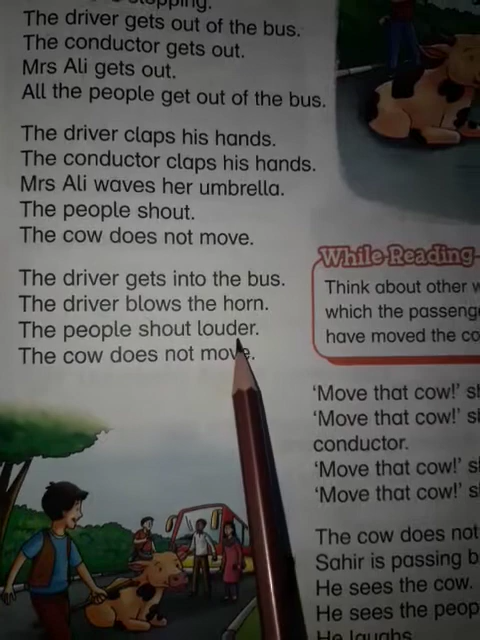 stopping.
The driver gets out of the bus.
The conductor gets out.
Mrs Ali gets out.
All the people get out of the bus.
The driver claps his hands.
The conductor claps his hands.
Mrs Ali waves her umbrella.
The people shout.
The cow does not move.
The driver gets into the bus.
The driver blows the horn.
The people shout louder.
The cow does not move.
While Reading
Think about other
which the
have moved the
‘Move that cow!’
‘Move that cow!’
conductor.
‘Move that cow!’
‘Move that cow!’
The cow does not
Sahir is passing
He sees the cow.
He sees the
He laughs